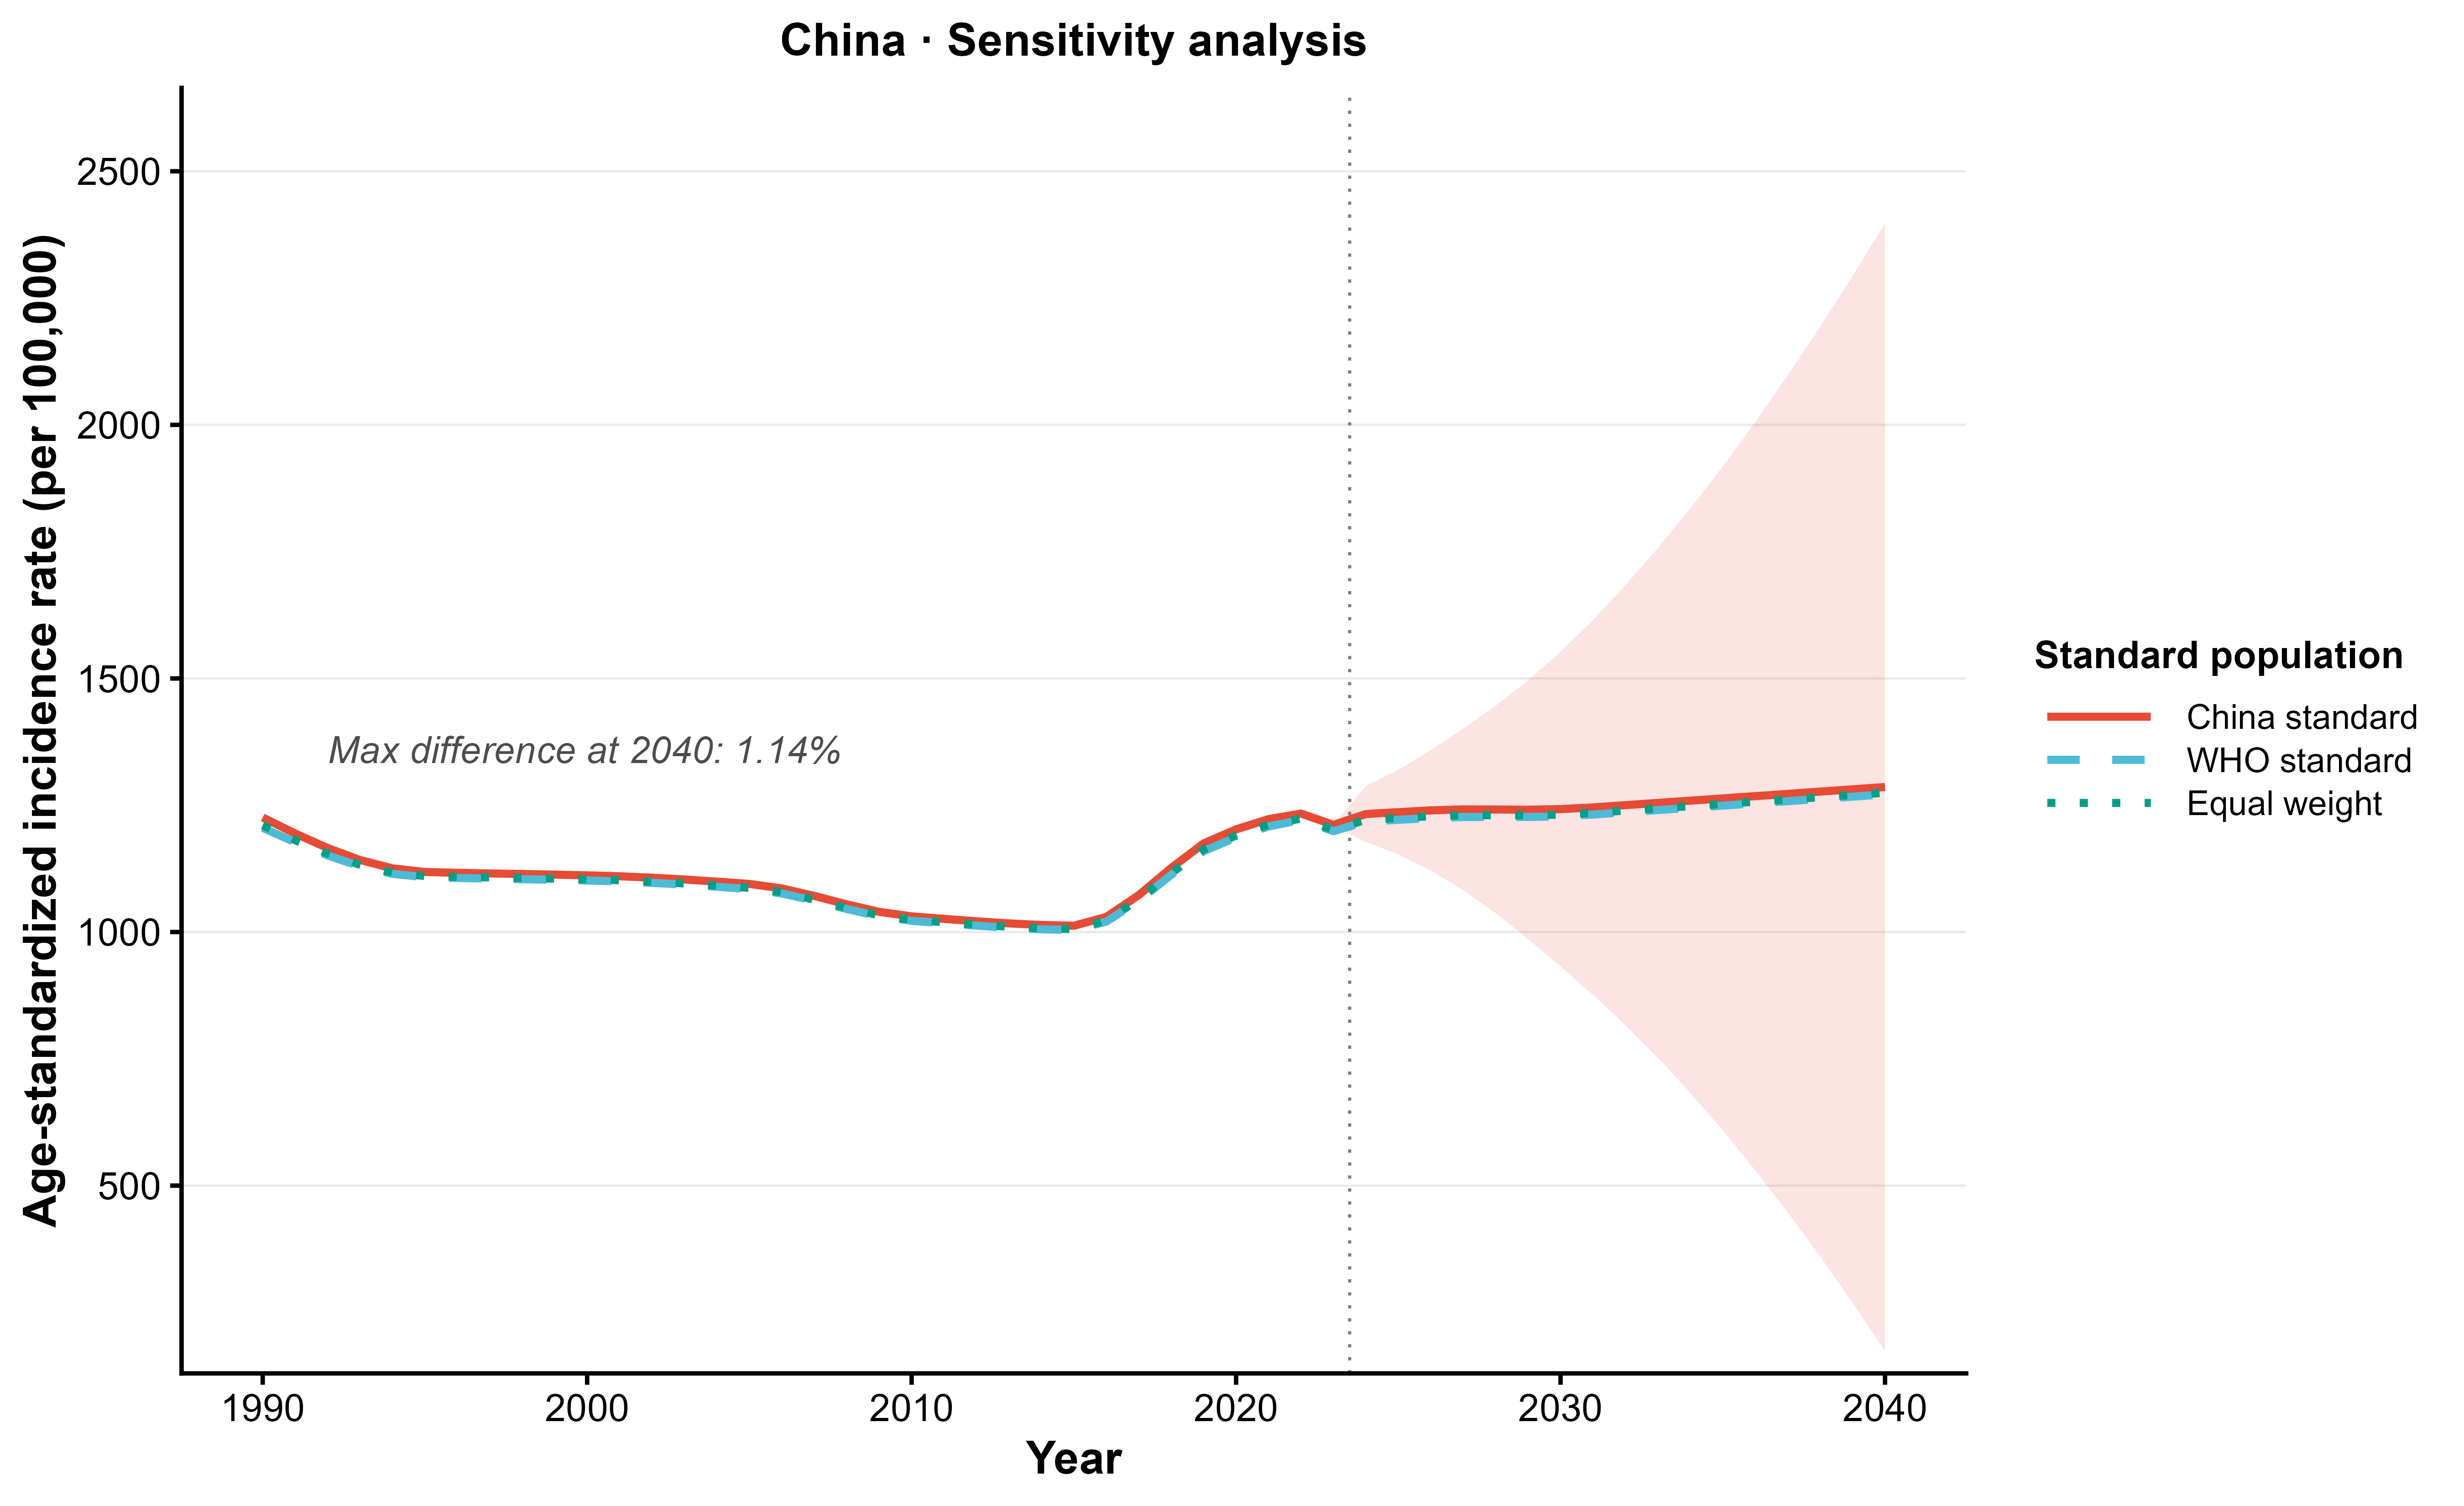 China · Sensitivity analysis
Age-standardized incidence rate (per 100,000)
2500
2000
1500
1000
500
Max difference at 2040: 1.14%
1990
2000
2010
2020
2030
2040
Year
Standard population
China standard
WHO standard
Equal weight